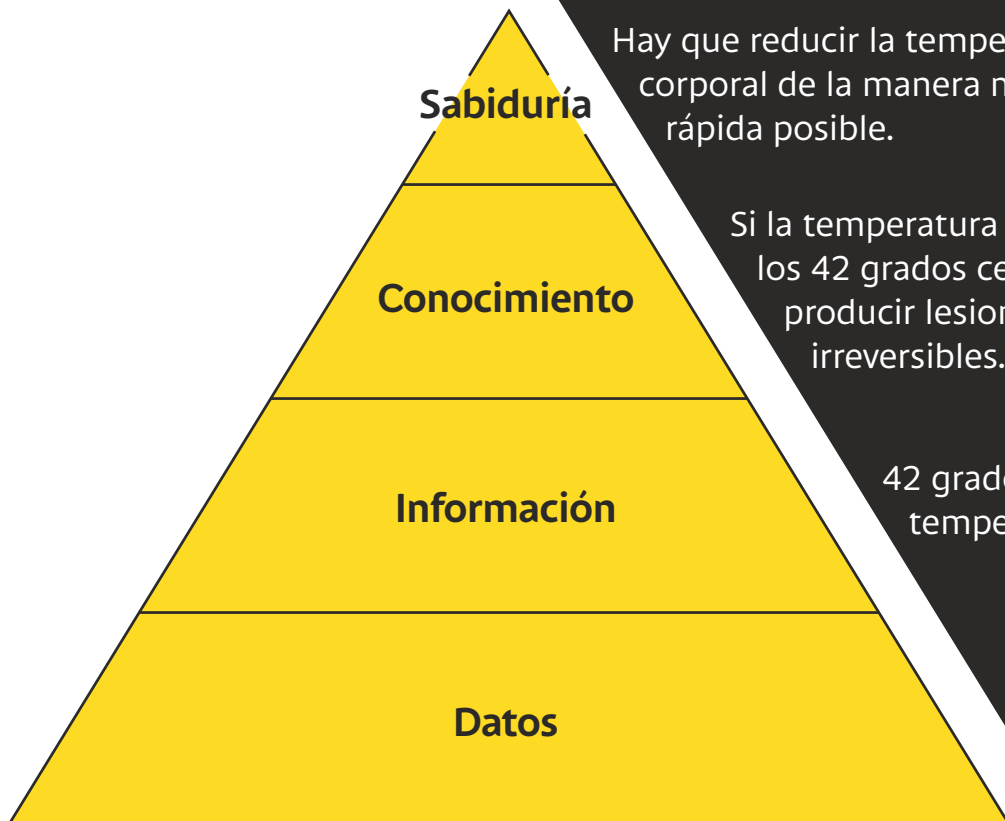 Hay que reducir la tempe
corporal de la manera
rápida posible.
Sabiduría
Si la temperatura
los 42 grados ce
producir lesion
irreversibles.
Conocimiento
42 grad
tempe
Información
Datos